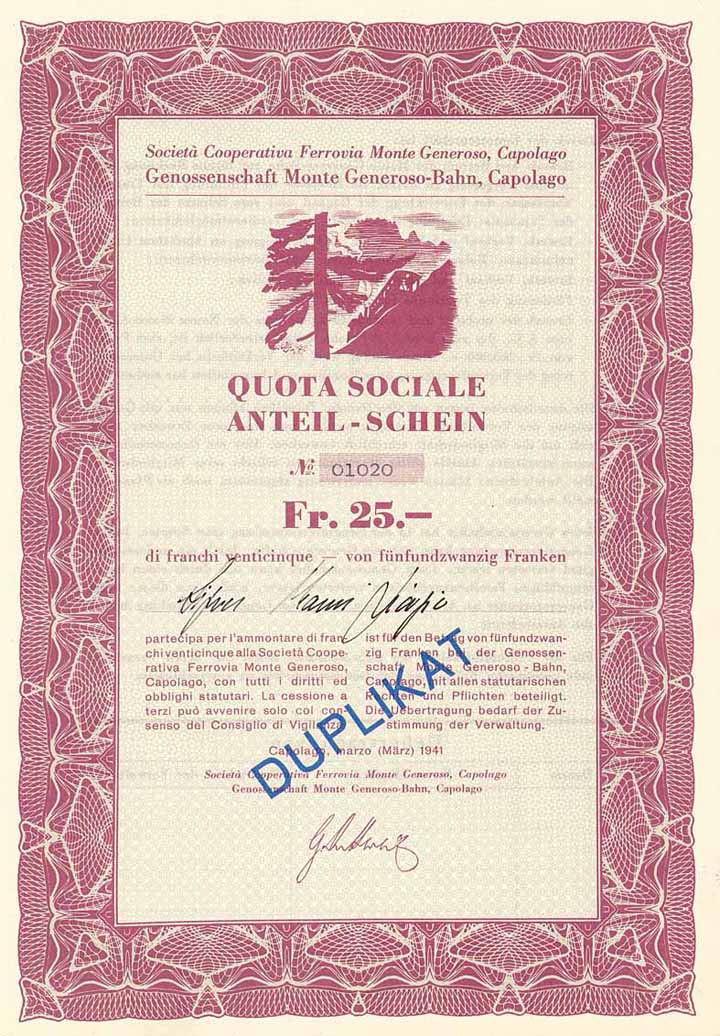 Società Cooperativa Ferrovia Monte Generoso, Capolago
Genossenschaft Monte Generoso-Bahn, Capolago
QUOTA SOCIALE
ANTEIL - SCHEIN
№. 01020
Fr. 25.—
di franchi venticinque — von fünfundzwanzig Franken
partecipa per l'ammontare di fran-
chi venticinque alla Società Coope-
rativa Ferrovia Monte Generoso,
Capolago, con tutti i diritti ed
obblighi statutari. La cessione a
terzi può avvenire solo col con-
senso del Consiglio di Vigilanza.
ist für den Betrag von fünfundzwan-
zig Franken bei der Genossen-
schaft Monte Generoso - Bahn,
Capolago, mit allen statutarischen
Rechten und Pflichten beteiligt.
Die Uebertragung bedarf der Zu-
stimmung der Verwaltung.
DUPLIKAT
Capolago, marzo (März) 1941
Società Cooperativa Ferrovia Monte Generoso, Capolago
Genossenschaft Monte Generoso-Bahn, Capolago